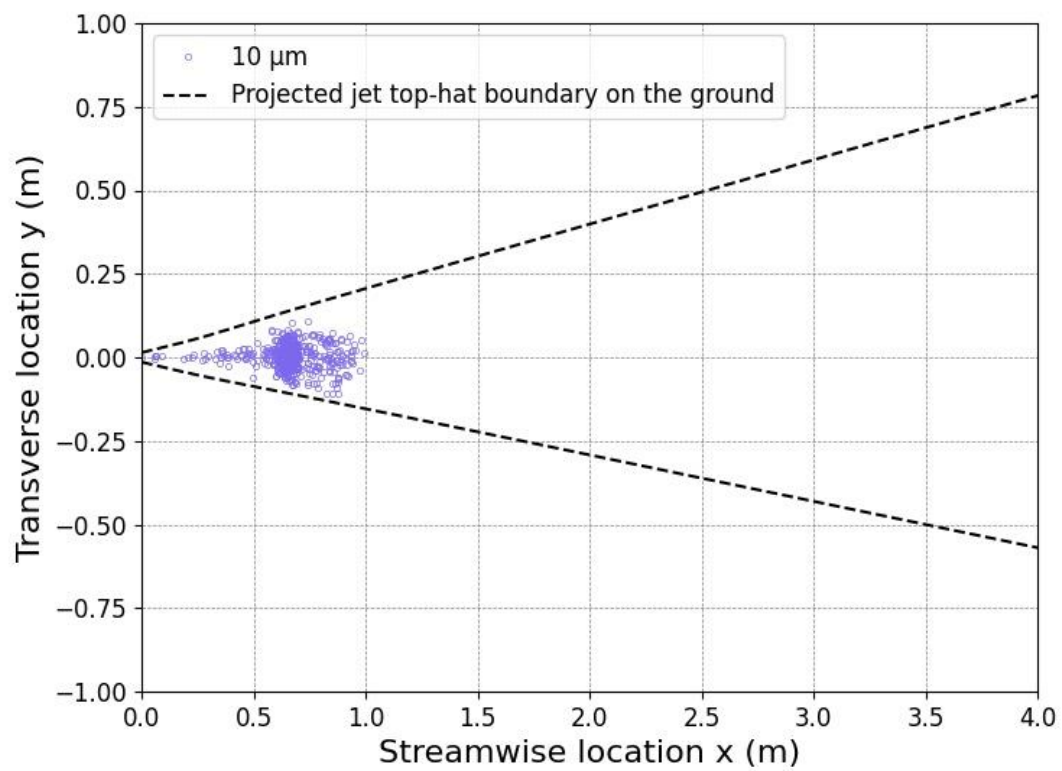 1.00
0.75
0.50
0.25
0.00
−0.25
−0.50
−0.75
−1.00
Transverse location y (m)
10 μm
Projected jet top-hat boundary on the ground
0.0 0.5 1.0 1.5 2.0 2.5 3.0 3.5 4.0
Streamwise location x (m)